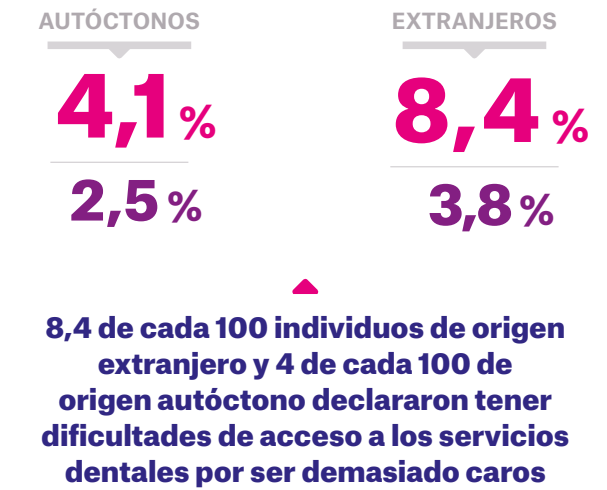 AUTÓCTONOS EXTRANJEROS
4,1 % 8,4 %
2,5 % 3,8 %
8,4 de cada 100 individuos de origen
extranjero y 4 de cada 100 de
origen autóctono declararon tener
dificultades de acceso a los servicios
dentales por ser demasiado caros